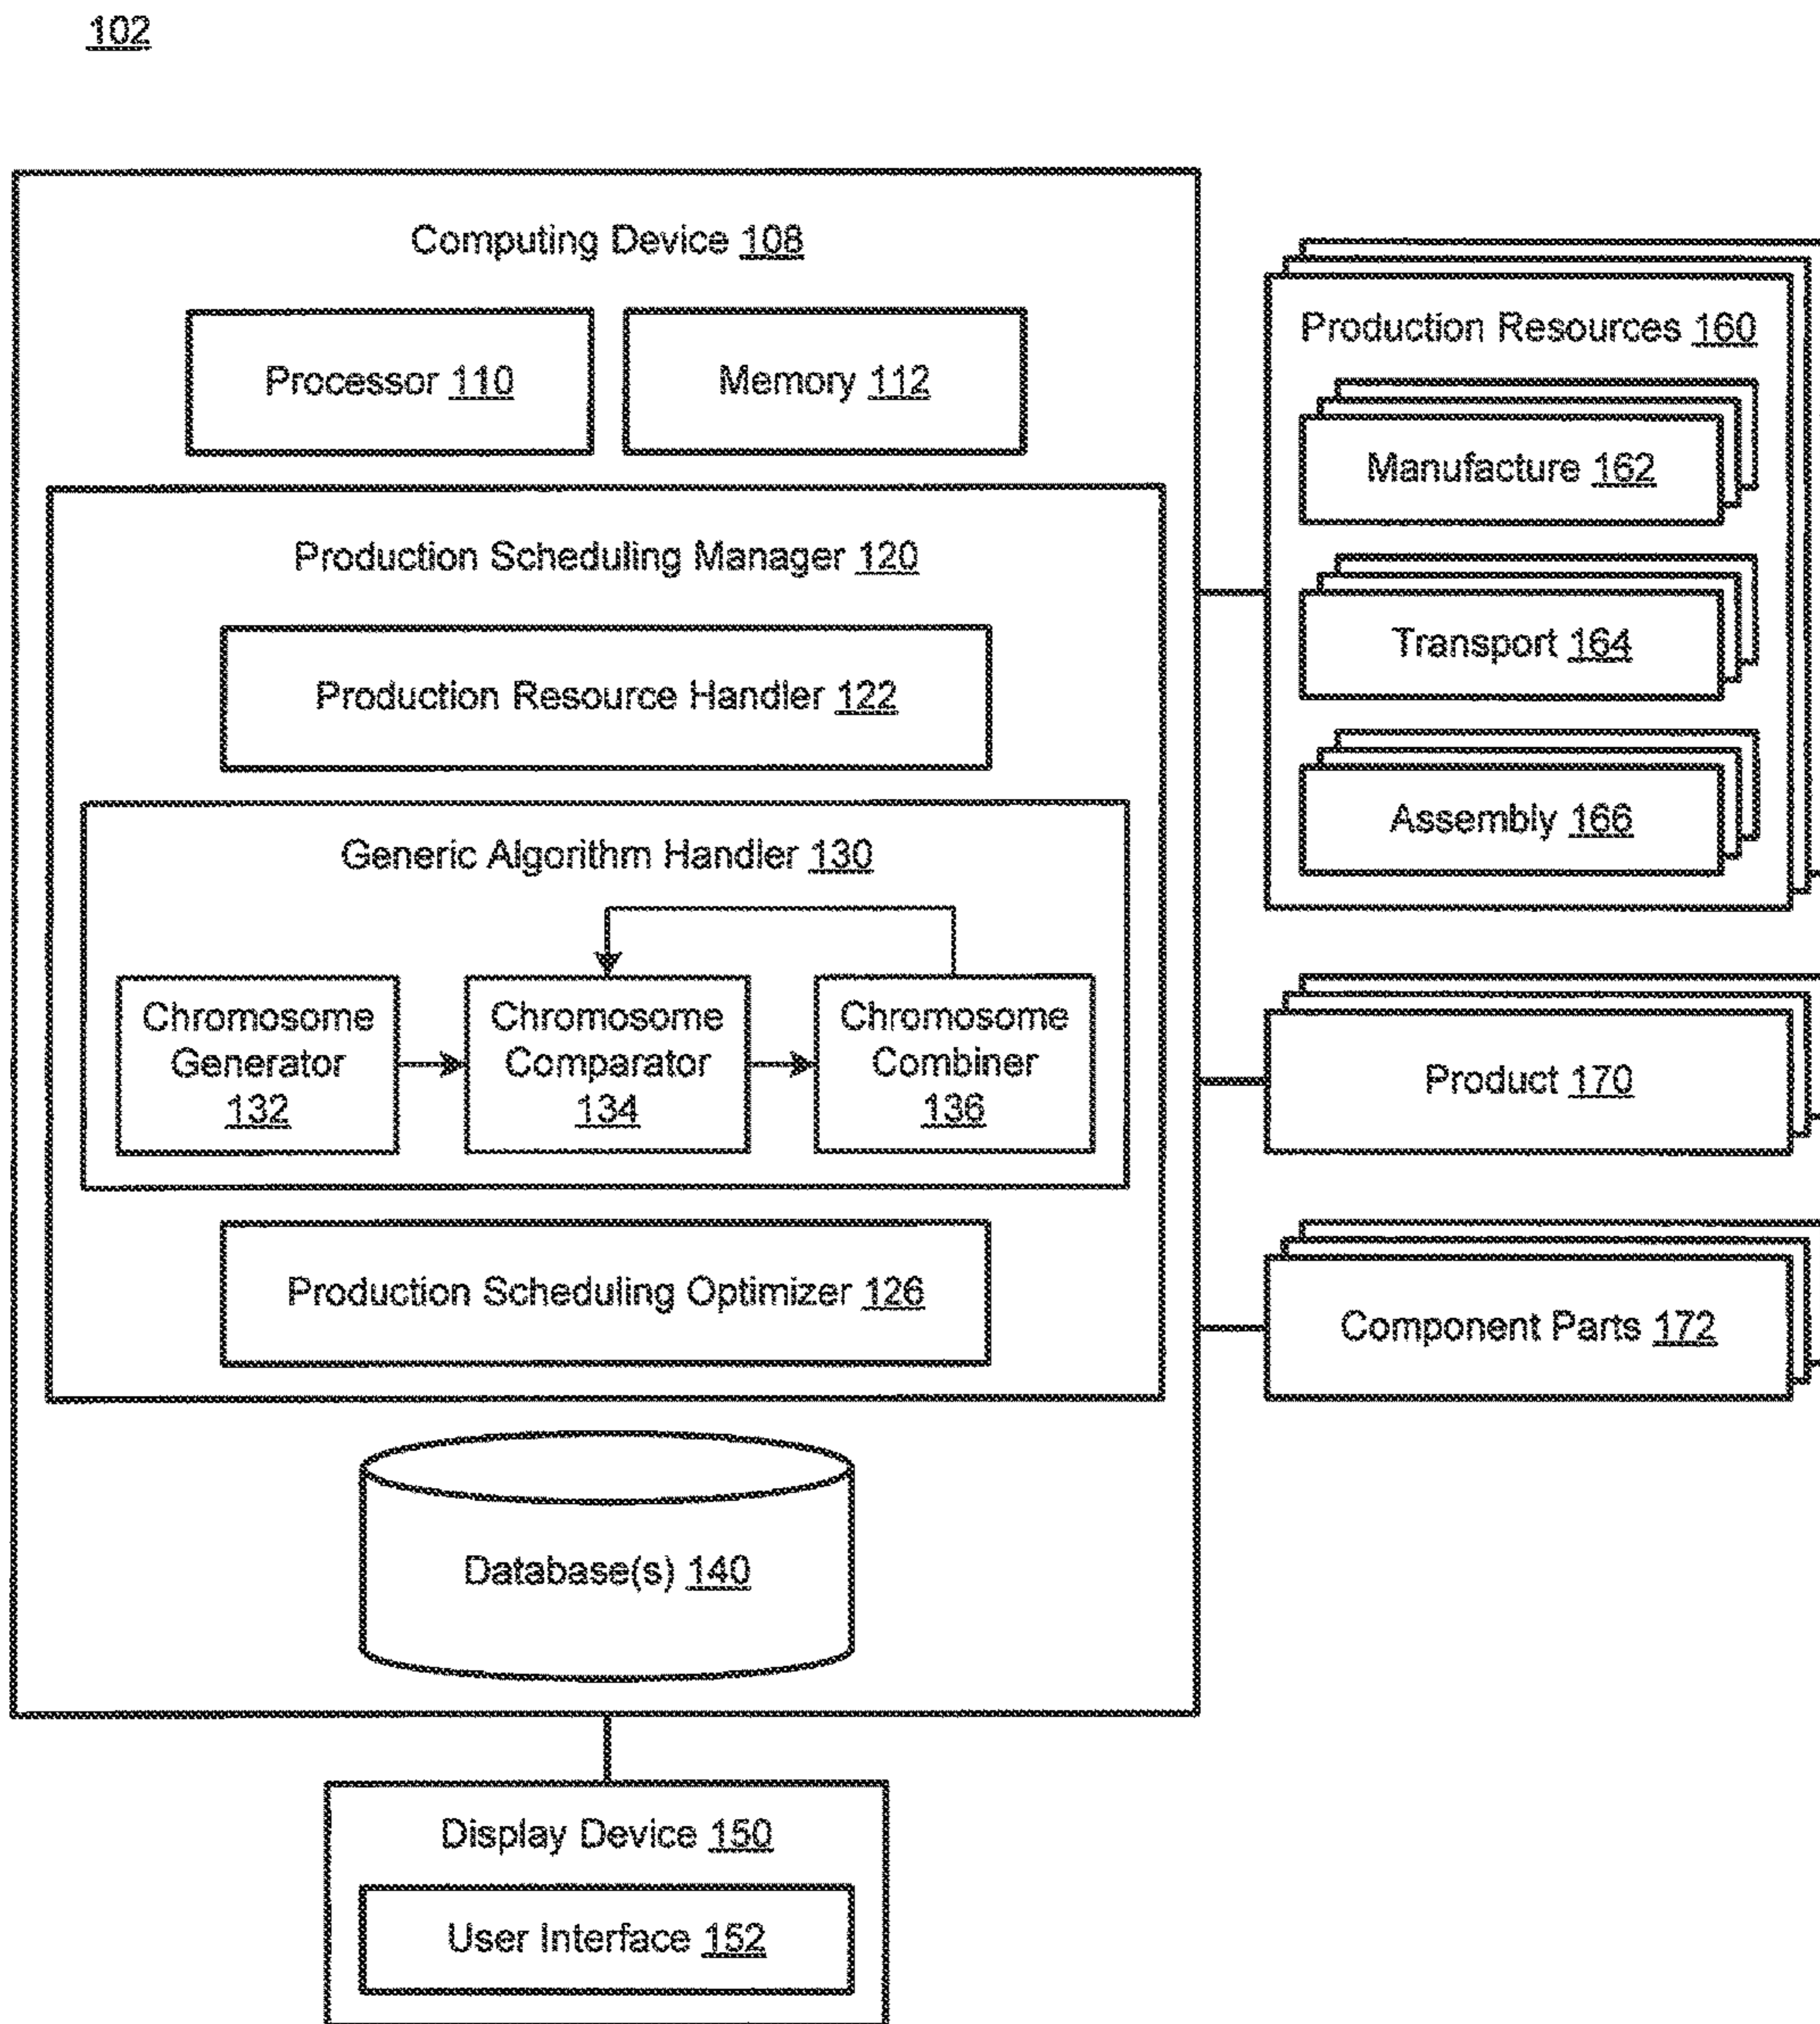 102
Computing Device 108
Processor 110
Memory 112
Production Scheduling Manager 120
Production Resource Handler 122
Generic Algorithm Handler 130
Chromosome
Generator
132
Chromosome
Comparator
134
Chromosome
Combiner
136
Production Scheduling Optimizer 126
Database(s) 140
Display Device 150
User Interface 152
Production Resources 160
Manufacture 162
Transport 164
Assembly 166
Product 170
Component Parts 172